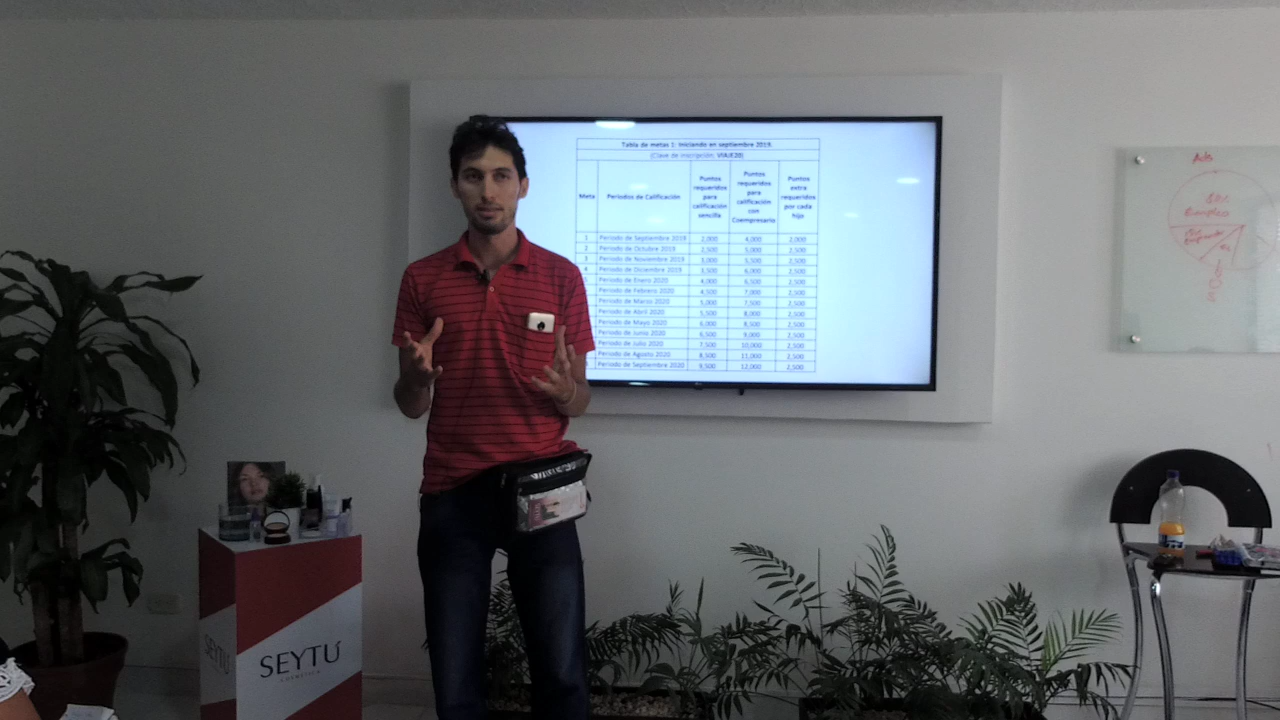 Tabla de metas 1: Iniciando en septiembre 2019.
(Clave de inscripción: VIAJE20)
Meta Periodos de Calificación Puntos requeridos para calificación sencilla Puntos requeridos para calificación con Coempresario Puntos extra requeridos por cada hijo
1 Periodo de Septiembre 2019 2,000 4,000 2,000
2 Periodo de Octubre 2019 2,500 5,000 2,500
3 Periodo de Noviembre 2019 3,000 5,500 2,500
4 Periodo de Diciembre 2019 3,500 6,000 2,500
Periodo de Enero 2020 4,000 6,500 2,500
Periodo de Febrero 2020 4,500 7,000 2,500
Periodo de Marzo 2020 5,000 7,500 2,500
Periodo de Abril 2020 5,500 8,000 2,500
Periodo de Mayo 2020 6,000 8,500 2,500
Periodo de Junio 2020 6,500 9,000 2,500
Periodo de Julio 2020 7,500 10,000 2,500
Periodo de Agosto 2020 8,500 11,000 2,500
Periodo de Septiembre 2020 9,500 12,000 2,500
Empleo
SEYTÚ
COSMÉTICA
SEYTÚ